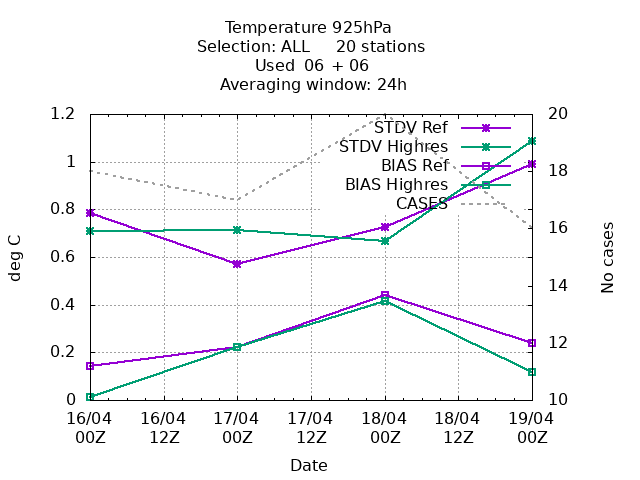 Temperature 925hPa
Selection: ALL     20 stations
Used  06 + 06
Averaging window: 24h
1.2
1
0.8
0.6
0.4
0.2
0
deg C
20
18
16
14
12
10
No cases
STDV Ref
STDV Highres
BIAS Ref
BIAS Highres
CASES
16/04 16/04 17/04 17/04 18/04 18/04 19/04
00Z 12Z 00Z 12Z 00Z 12Z 00Z
Date